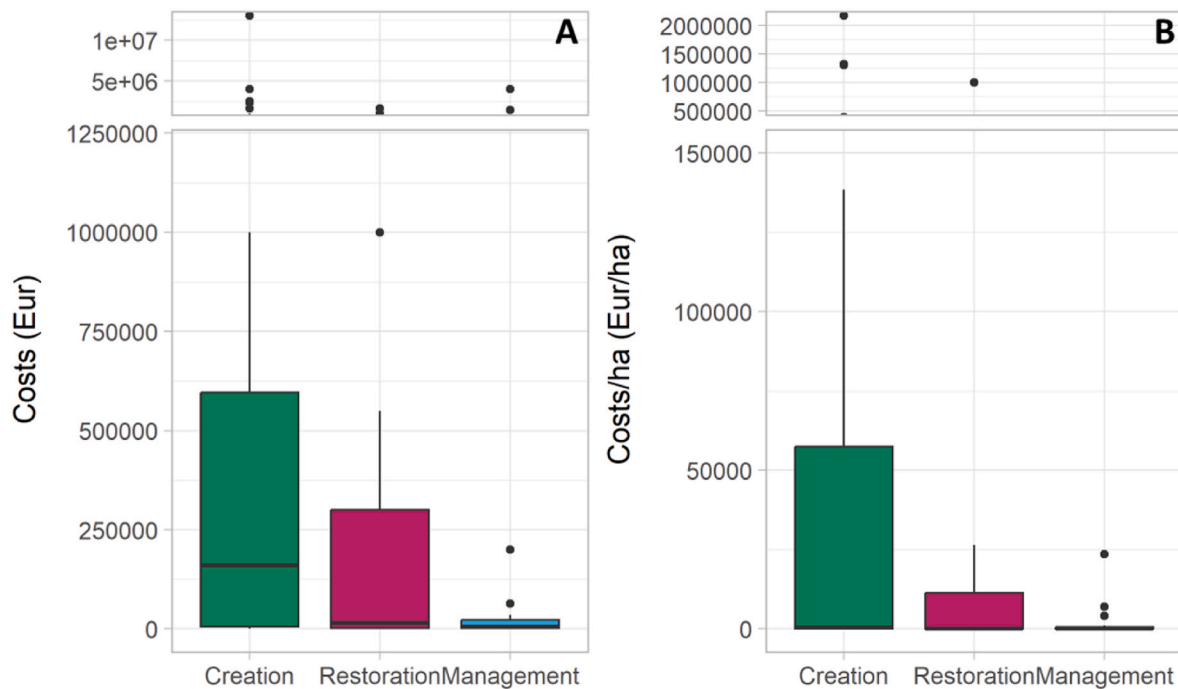 A
1e+07
5e+06
1250000
1000000
750000
500000
250000
0
Costs (Eur)
Creation Restoration Management
B
2000000
1500000
1000000
500000
150000
100000
50000
0
Costs/ha (Eur/ha)
Creation Restoration Management